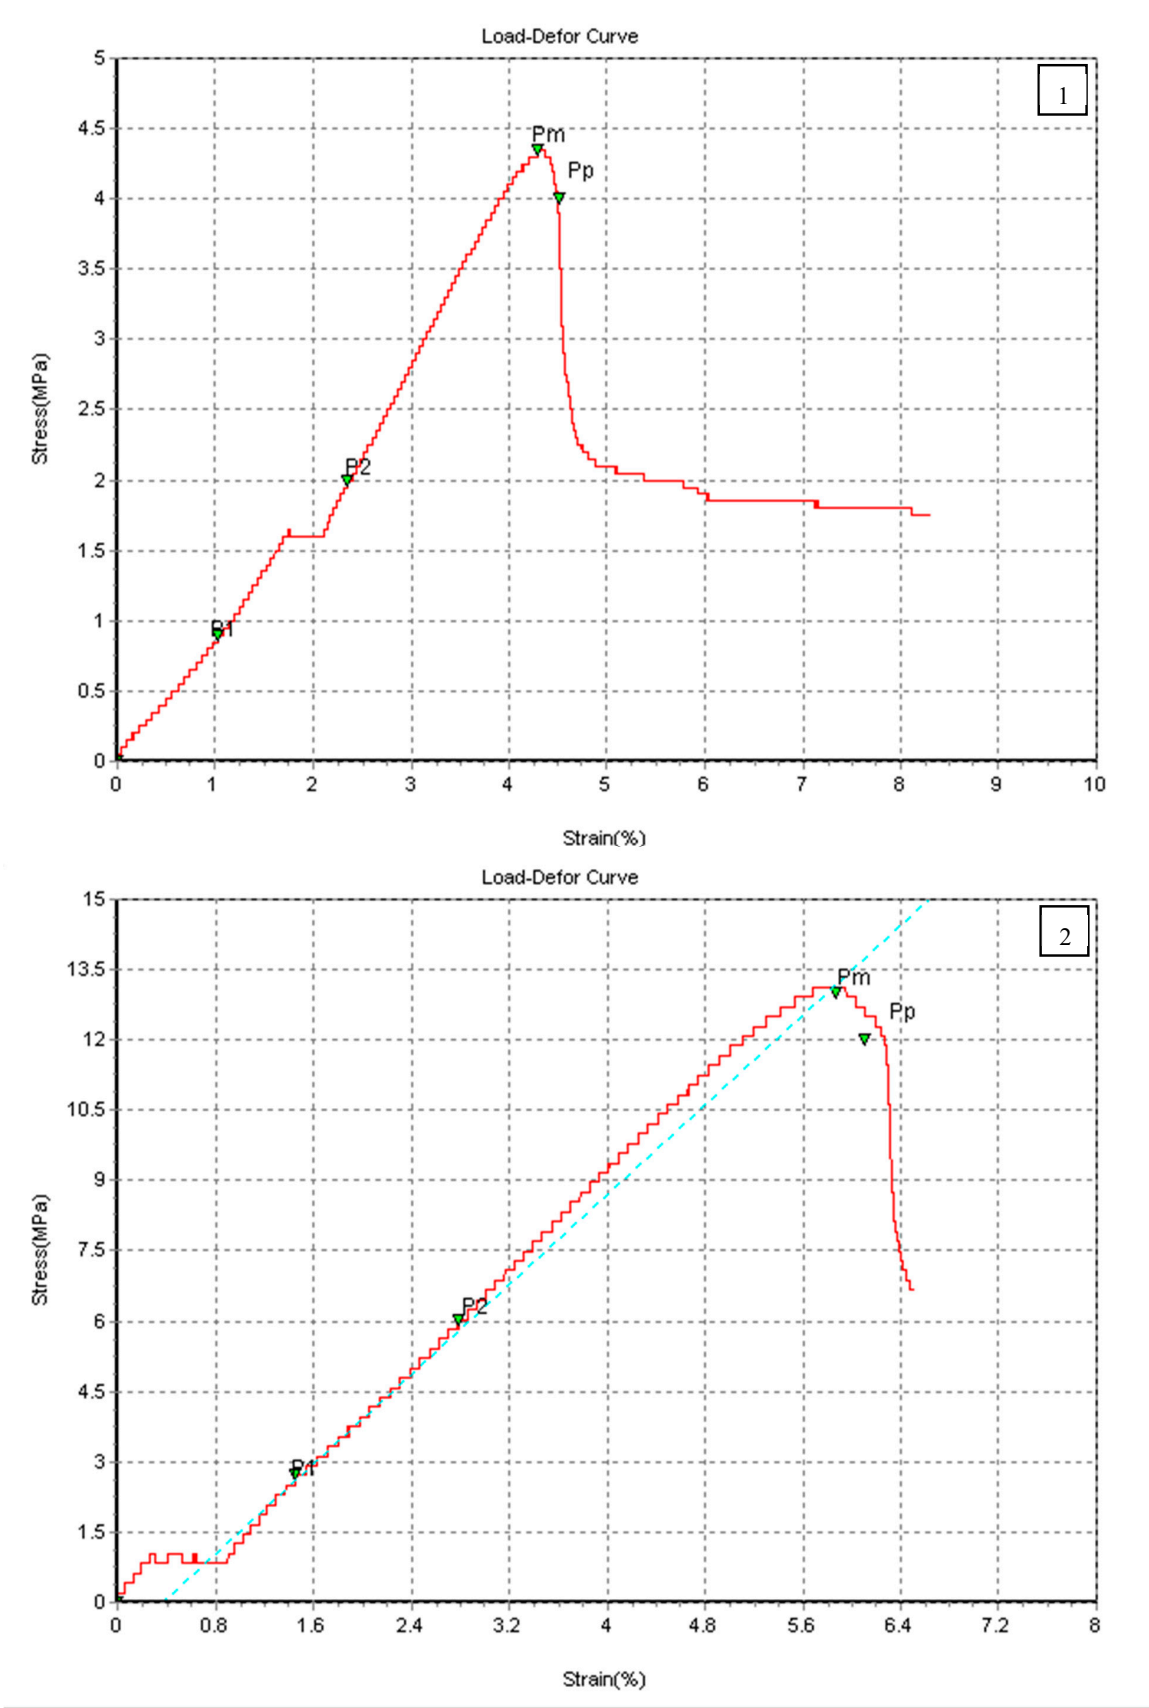 Load-Defor Curve
1
5
4.5
4
3.5
3
2.5
2
1.5
1
0.5
0
Stress(MPa)
Pm
Pp
P2
P1
0 1 2 3 4 5 6 7 8 9 10
Strain(%)
Load-Defor Curve
2
15
13.5
12
10.5
9
7.5
6
4.5
3
1.5
0
Stress(MPa)
Pm
Pp
P2
P1
0 0.8 1.6 2.4 3.2 4 4.8 5.6 6.4 7.2 8
Strain(%)